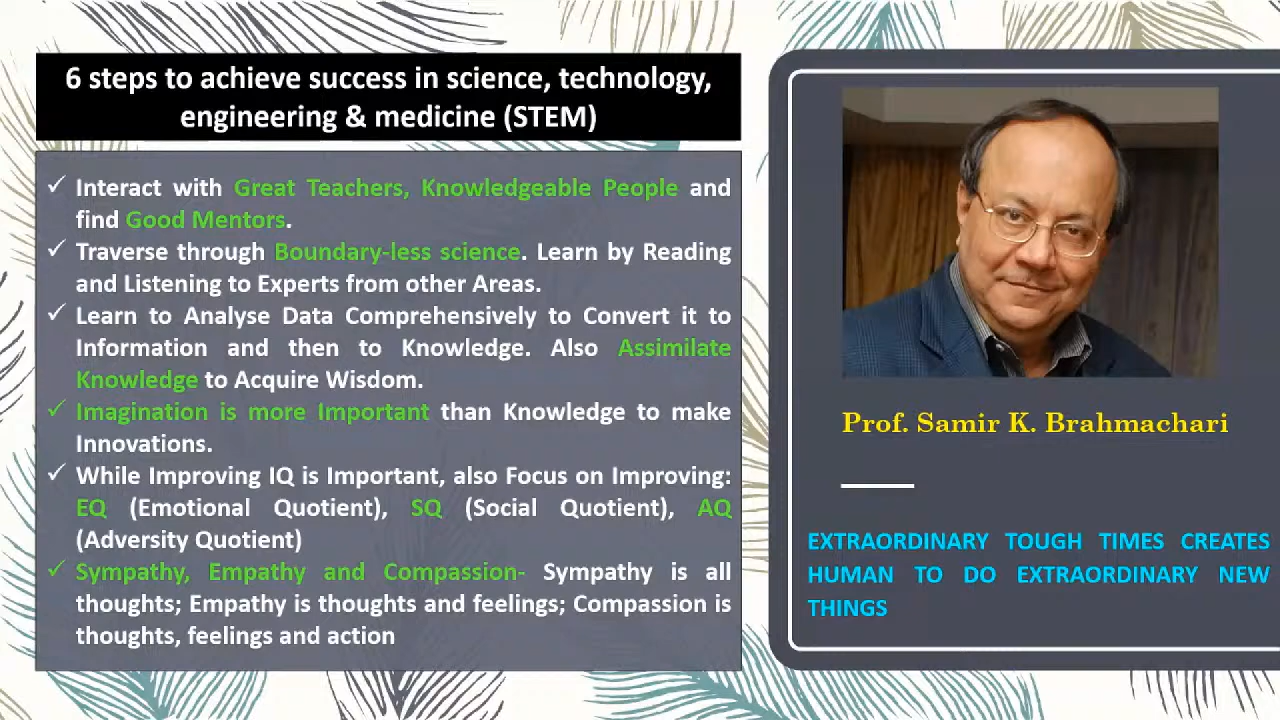 6 steps to achieve success in science, technology,
engineering & medicine (STEM)
✓ Interact with Great Teachers, Knowledgeable People and
find Good Mentors.
✓ Traverse through Boundary-less science. Learn by Reading
and Listening to Experts from other Areas.
✓ Learn to Analyse Data Comprehensively to Convert it to
Information and then to Knowledge. Also Assimilate
Knowledge to Acquire Wisdom.
✓ Imagination is more Important than Knowledge to make
Innovations.
✓ While Improving IQ is Important, also Focus on Improving:
EQ (Emotional Quotient), SQ (Social Quotient), AQ
(Adversity Quotient)
✓ Sympathy, Empathy and Compassion- Sympathy is all
thoughts; Empathy is thoughts and feelings; Compassion is
thoughts, feelings and action
Prof. Samir K. Brahmachari
EXTRAORDINARY TOUGH TIMES CREATES
HUMAN TO DO EXTRAORDINARY NEW
THINGS